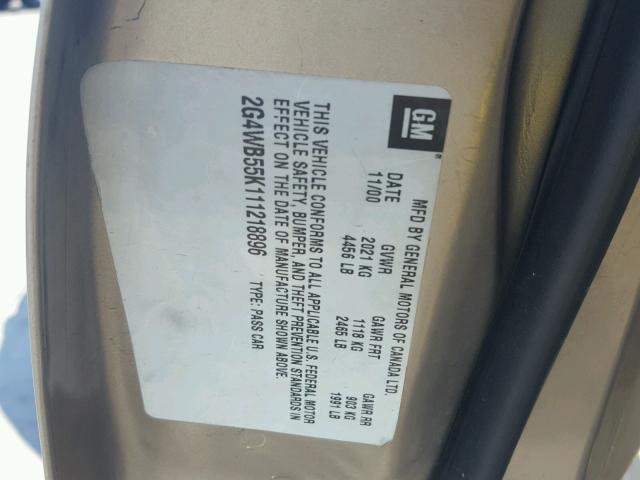 GM
®
MFD BY GENERAL MOTORS OF CANADA LTD.
DATE GVWR GAWR FRT GAWR RR
11/00 2021 KG 1118 KG 903 KG
4456 LB 2465 LB 1991 LB
THIS VEHICLE CONFORMS TO ALL APPLICABLE U.S. FEDERAL MOTOR
VEHICLE SAFETY, BUMPER, AND THEFT PREVENTION STANDARDS IN
EFFECT ON THE DATE OF MANUFACTURE SHOWN ABOVE.
2G4WB55K111218896 TYPE: PASS CAR